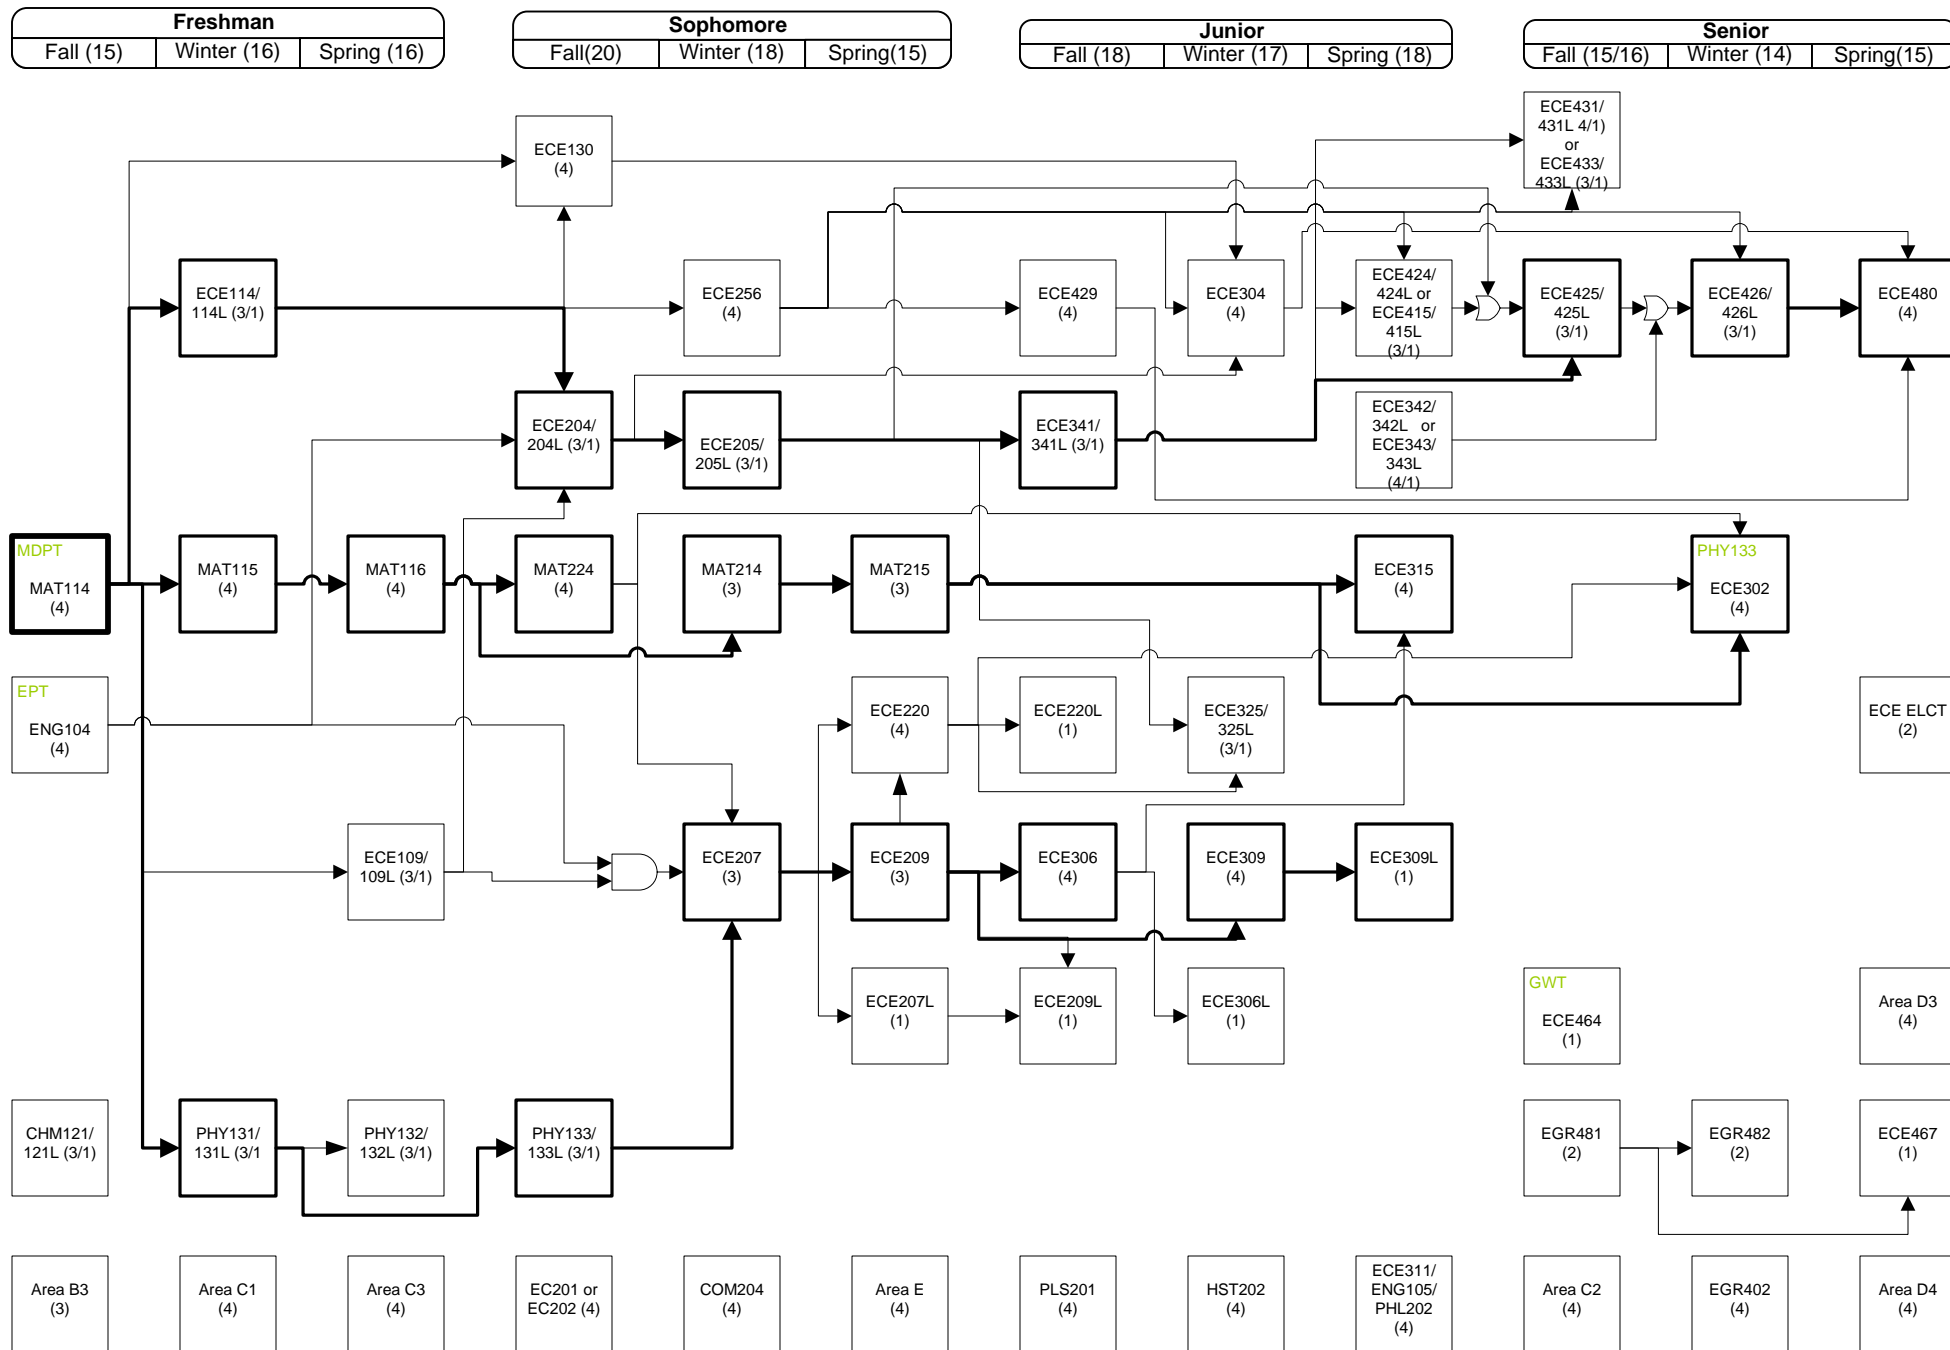 Freshman
Fall (15)
Winter (16)
Spring (16)
Sophomore
Fall(20)
Winter (18)
Spring(15)
Junior
Fall (18)
Winter (17)
Spring (18)
Senior
Fall (15/16)
Winter (14)
Spring(15)
ECE130
(4)
ECE431/
431L 4/1)
or
ECE433/
433L (3/1)
ECE114/
114L (3/1)
ECE256
(4)
ECE429
(4)
ECE304
(4)
ECE424/
424L or
ECE415/
415L
(3/1)
ECE425/
425L
(3/1)
ECE426/
426L
(3/1)
ECE480
(4)
ECE204/
204L (3/1)
ECE205/
205L (3/1)
ECE341/
341L (3/1)
ECE342/
342L or
ECE343/
343L
(4/1)
MDPT
MAT114
(4)
MAT115
(4)
MAT116
(4)
MAT224
(4)
MAT214
(3)
MAT215
(3)
ECE315
(4)
PHY133
ECE302
(4)
EPT
ENG104
(4)
ECE220
(4)
ECE220L
(1)
ECE325/
325L
(3/1)
ECE ELCT
(2)
ECE109/
109L (3/1)
ECE207
(3)
ECE209
(3)
ECE306
(4)
ECE309
(4)
ECE309L
(1)
ECE207L
(1)
ECE209L
(1)
ECE306L
(1)
GWT
ECE464
(1)
Area D3
(4)
CHM121/
121L (3/1)
PHY131/
131L (3/1
PHY132/
132L (3/1)
PHY133/
133L (3/1)
EGR481
(2)
EGR482
(2)
ECE467
(1)
Area B3
(3)
Area C1
(4)
Area C3
(4)
EC201 or
EC202 (4)
COM204
(4)
Area E
(4)
PLS201
(4)
HST202
(4)
ECE311/
ENG105/
PHL202
(4)
Area C2
(4)
EGR402
(4)
Area D4
(4)